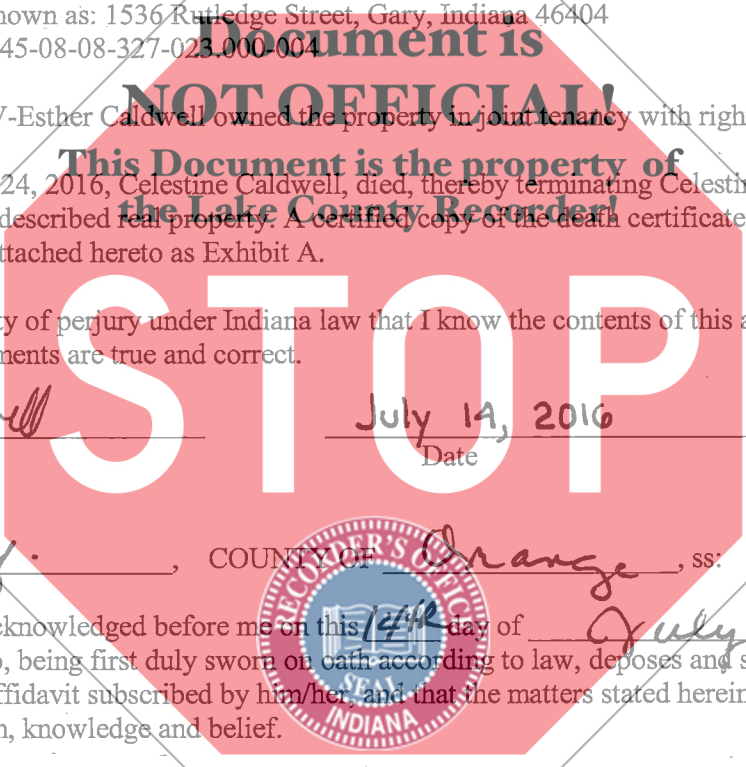 nown as: 1536 Rutledge Street, Gary, Indiana 46404
Document is
45-08-08-327-023.000-004
NOT OFFICIAL!
-Esther Caldwell owned the property in joint tenancy with righ
This Document is the property of
24, 2016, Celestine Caldwell, died, thereby terminating Celestin
the Lake County Recorder!
described real property. A certified copy of the death certificate
ttached hereto as Exhibit A.
STOP
ty of perjury under Indiana law that I know the contents of this a
ments are true and correct.
July 14, 2016
Date
, COUNTY OF Orange, ss:
RECORDER'S OFFICE
SEAL
INDIANA
cknowledged before me on this 14th day of July
, being first duly sworn on oath according to law, deposes and s
ffidavit subscribed by him/her, and that the matters stated herein
n, knowledge and belief.